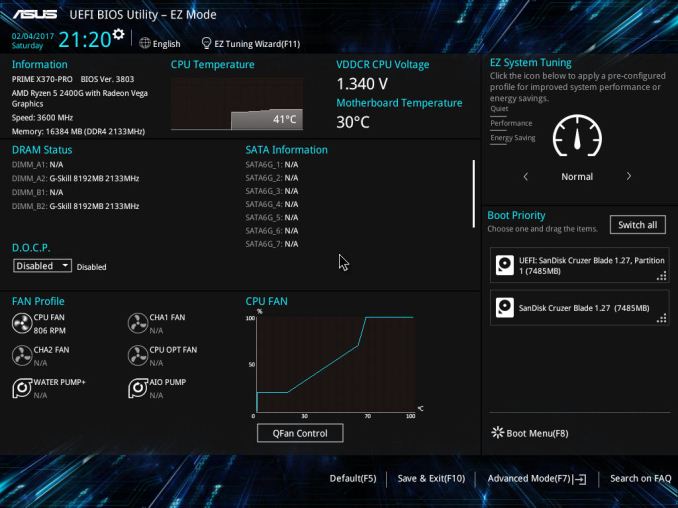 ASUS UEFI BIOS Utility – EZ Mode
02/04/2017
Saturday
21:20
English
EZ Tuning Wizard(F11)
Information
PRIME X370-PRO BIOS Ver. 3803
AMD Ryzen 5 2400G with Radeon Vega
Graphics
Speed: 3600 MHz
Memory: 16384 MB (DDR4 2133MHz)
CPU Temperature
41°C
VDDCR CPU Voltage
1.340 V
Motherboard Temperature
30°C
EZ System Tuning
Click the icon below to apply a pre-configured
profile for improved system performance or
energy savings.
Quiet
Performance
Energy Saving
Normal
DRAM Status
DIMM_A1: N/A
DIMM_A2: G-Skill 8192MB 2133MHz
DIMM_B1: N/A
DIMM_B2: G-Skill 8192MB 2133MHz
SATA Information
SATA6G_1: N/A
SATA6G_2: N/A
SATA6G_3: N/A
SATA6G_4: N/A
SATA6G_5: N/A
SATA6G_6: N/A
SATA6G_7: N/A
D.O.C.P.
Disabled Disabled
Boot Priority
Choose one and drag the items.
Switch all
UEFI: SanDisk Cruzer Blade 1.27, Partition
1 (7485MB)
SanDisk Cruzer Blade 1.27 (7485MB)
FAN Profile
CPU FAN
806 RPM
CHA1 FAN
N/A
CHA2 FAN
N/A
CPU OPT FAN
N/A
WATER PUMP+
N/A
AIO PUMP
N/A
CPU FAN
%
100
50
0 30 70 100
°C
QFan Control
Boot Menu(F8)
Default(F5)
Save & Exit(F10)
Advanced Mode(F7)
Search on FAQ